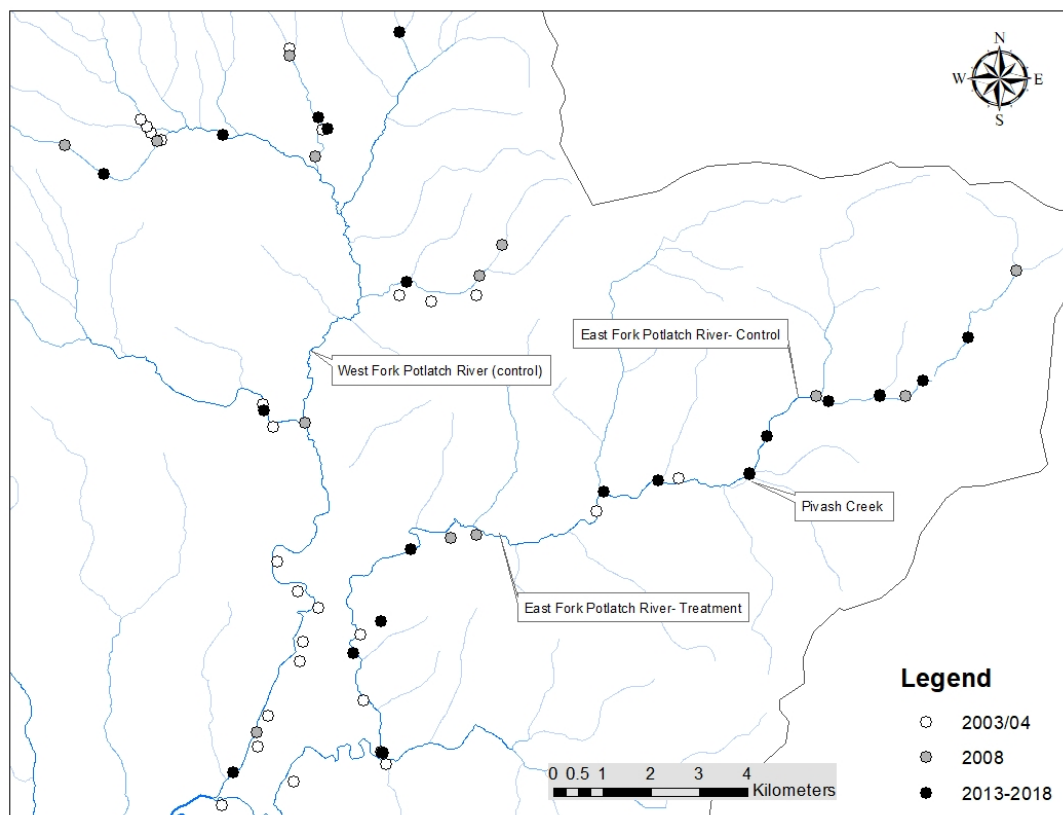 N
W E
S
East Fork Potlatch River- Control
West Fork Potlatch River (control)
Pivash Creek
East Fork Potlatch River- Treatment
Legend
2003/04
2008
2013-2018
0 0.5 1 2 3 4
Kilometers